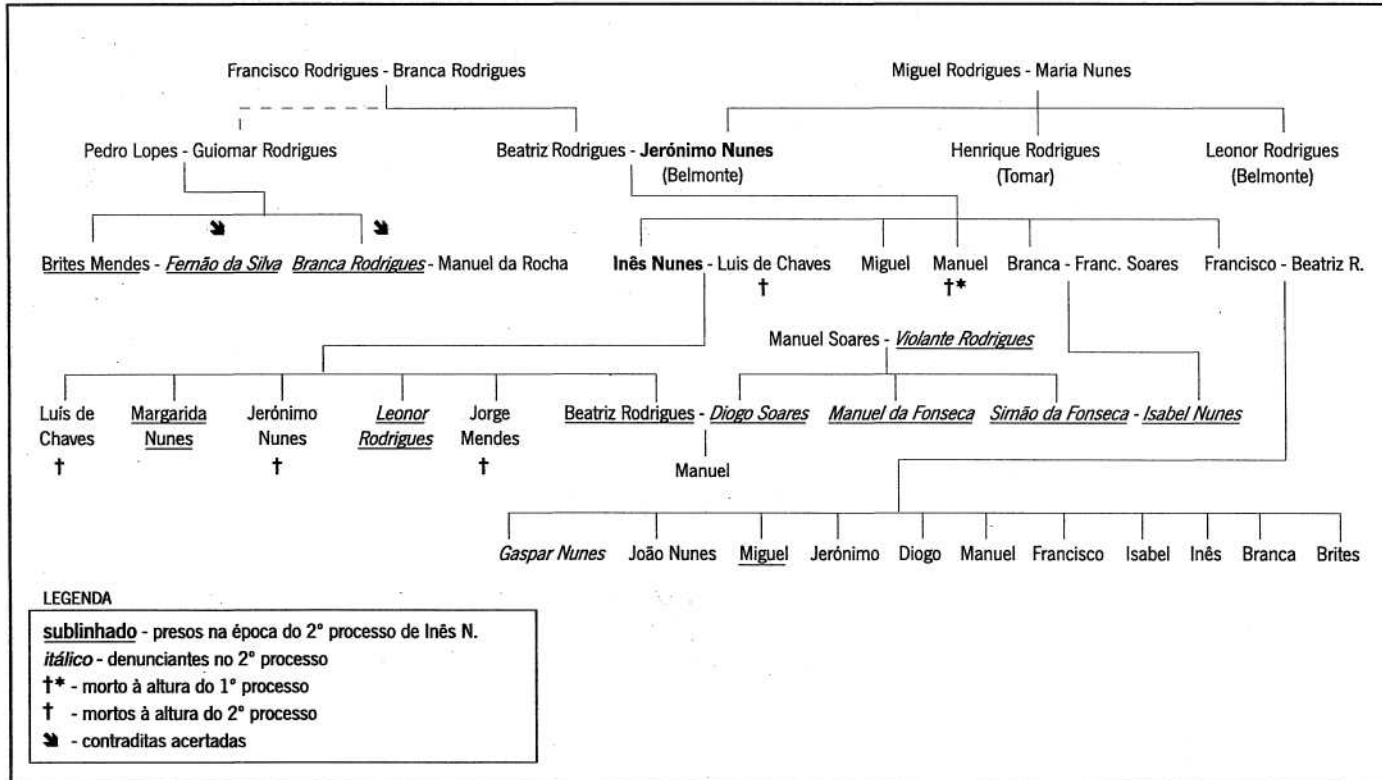 Francisco Rodrigues - Branca Rodrigues
Miguel Rodrigues - Maria Nunes
Pedro Lopes - Guiomar Rodrigues
Beatriz Rodrigues - Jerónimo Nunes
(Belmonte)
Henrique Rodrigues
(Tomar)
Leonor Rodrigues
(Belmonte)
Brites Mendes - Fernão da Silva
Branca Rodrigues - Manuel da Rocha
Inês Nunes - Luis de Chaves
†
Miguel
Manuel
†*
Branca - Franc. Soares
Francisco - Beatriz R.
Manuel Soares - Violante Rodrigues
Luís de
Chaves
†
Margarida
Nunes
Jerónimo
Nunes
†
Leonor
Rodrigues
Jorge
Mendes
†
Beatriz Rodrigues - Diogo Soares
Manuel da Fonseca
Simão da Fonseca - Isabel Nunes
Manuel
Gaspar Nunes
João Nunes
Miguel
Jerónimo
Diogo
Manuel
Francisco
Isabel
Inês
Branca
Brites
LEGENDA
sublinhado - presos na época do 2° processo de Inês N.
itálico - denunciantes no 2° processo
†* - morto à altura do 1° processo
† - mortos à altura do 2° processo
- contraditas acertadas